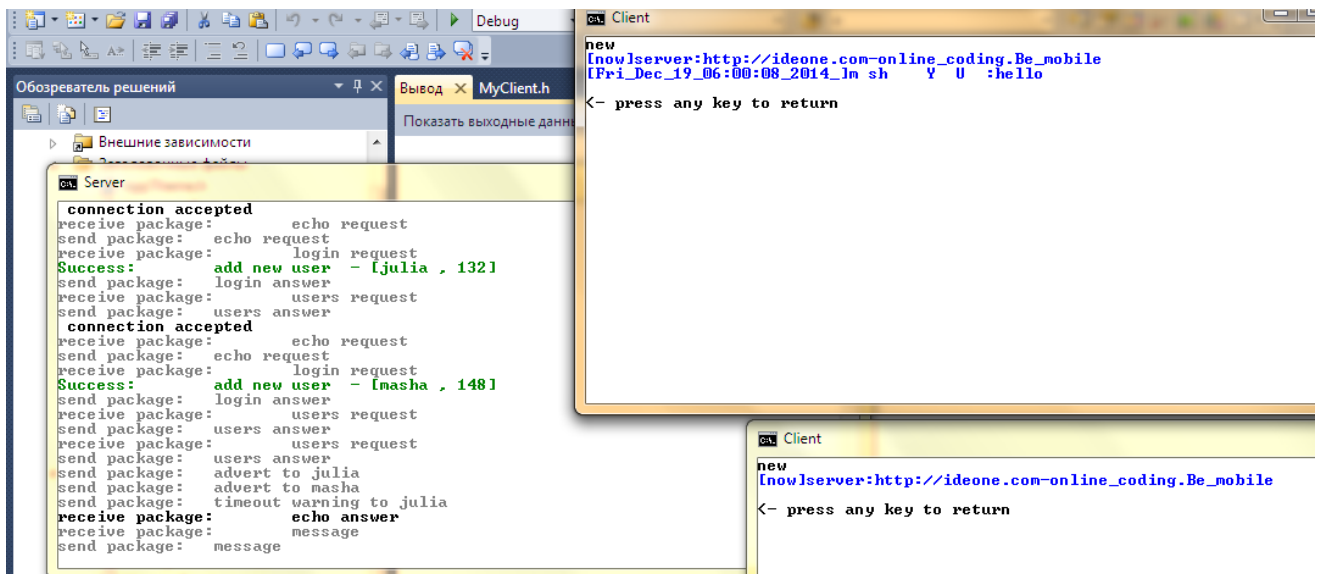 Debug
Обозреватель решений
Вывод MyClient.h
Показать выходные данн
Внешние зависимости
Server
connection accepted
receive package: echo request
send package: echo request
receive package: login request
Success: add new user - [julia , 132]
send package: login answer
receive package: users request
send package: users answer
connection accepted
receive package: echo request
send package: echo request
receive package: login request
Success: add new user - [masha , 148]
send package: login answer
receive package: users request
send package: users answer
receive package: users request
send package: users answer
send package: advert to julia
send package: advert to masha
send package: timeout warning to julia
receive package: echo answer
receive package: message
send package: message
Client
new
[now]server:http://ideone.com-online_coding.Be_mobile
[Fri_Dec_19_06:00:08_2014_]m sh Y U :hello
<- press any key to return
Client
new
[now]server:http://ideone.com-online_coding.Be_mobile
<- press any key to return